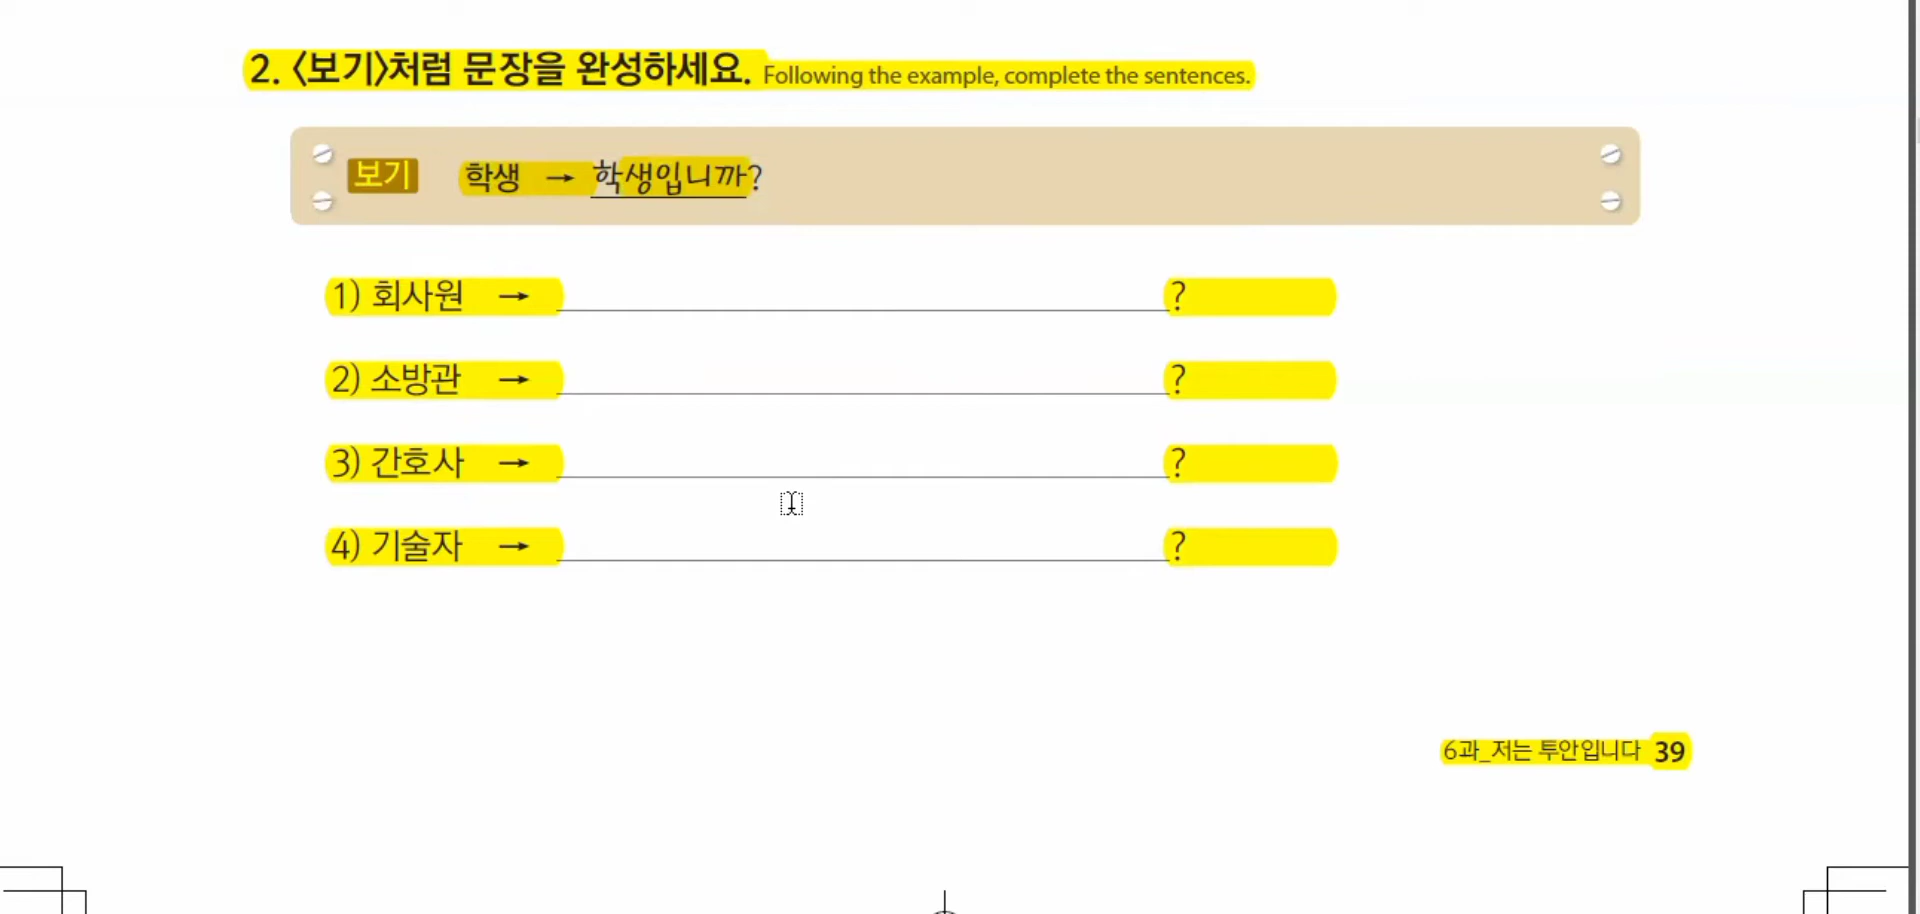 2. 〈보기〉처럼 문장을 완성하세요. Following the example, complete the sentences.
보기 학생 → 학생입니까?
1) 회사원 → ?
2) 소방관 → ?
3) 간호사 → ?
4) 기술자 → ?
6과_저는 투안입니다 39